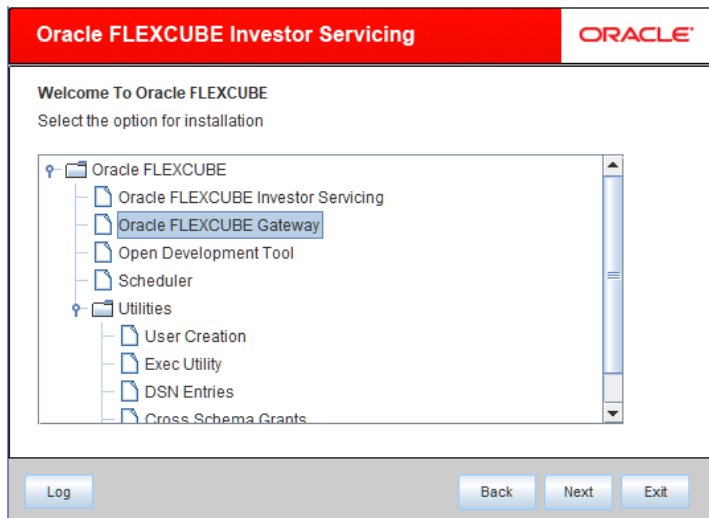 Oracle FLEXCUBE Investor Servicing
ORACLE
Welcome To Oracle FLEXCUBE
Select the option for installation
Oracle FLEXCUBE
Oracle FLEXCUBE Investor Servicing
Oracle FLEXCUBE Gateway
Open Development Tool
Scheduler
Utilities
User Creation
Exec Utility
DSN Entries
Cross Schema Grants
Log
Back
Next
Exit